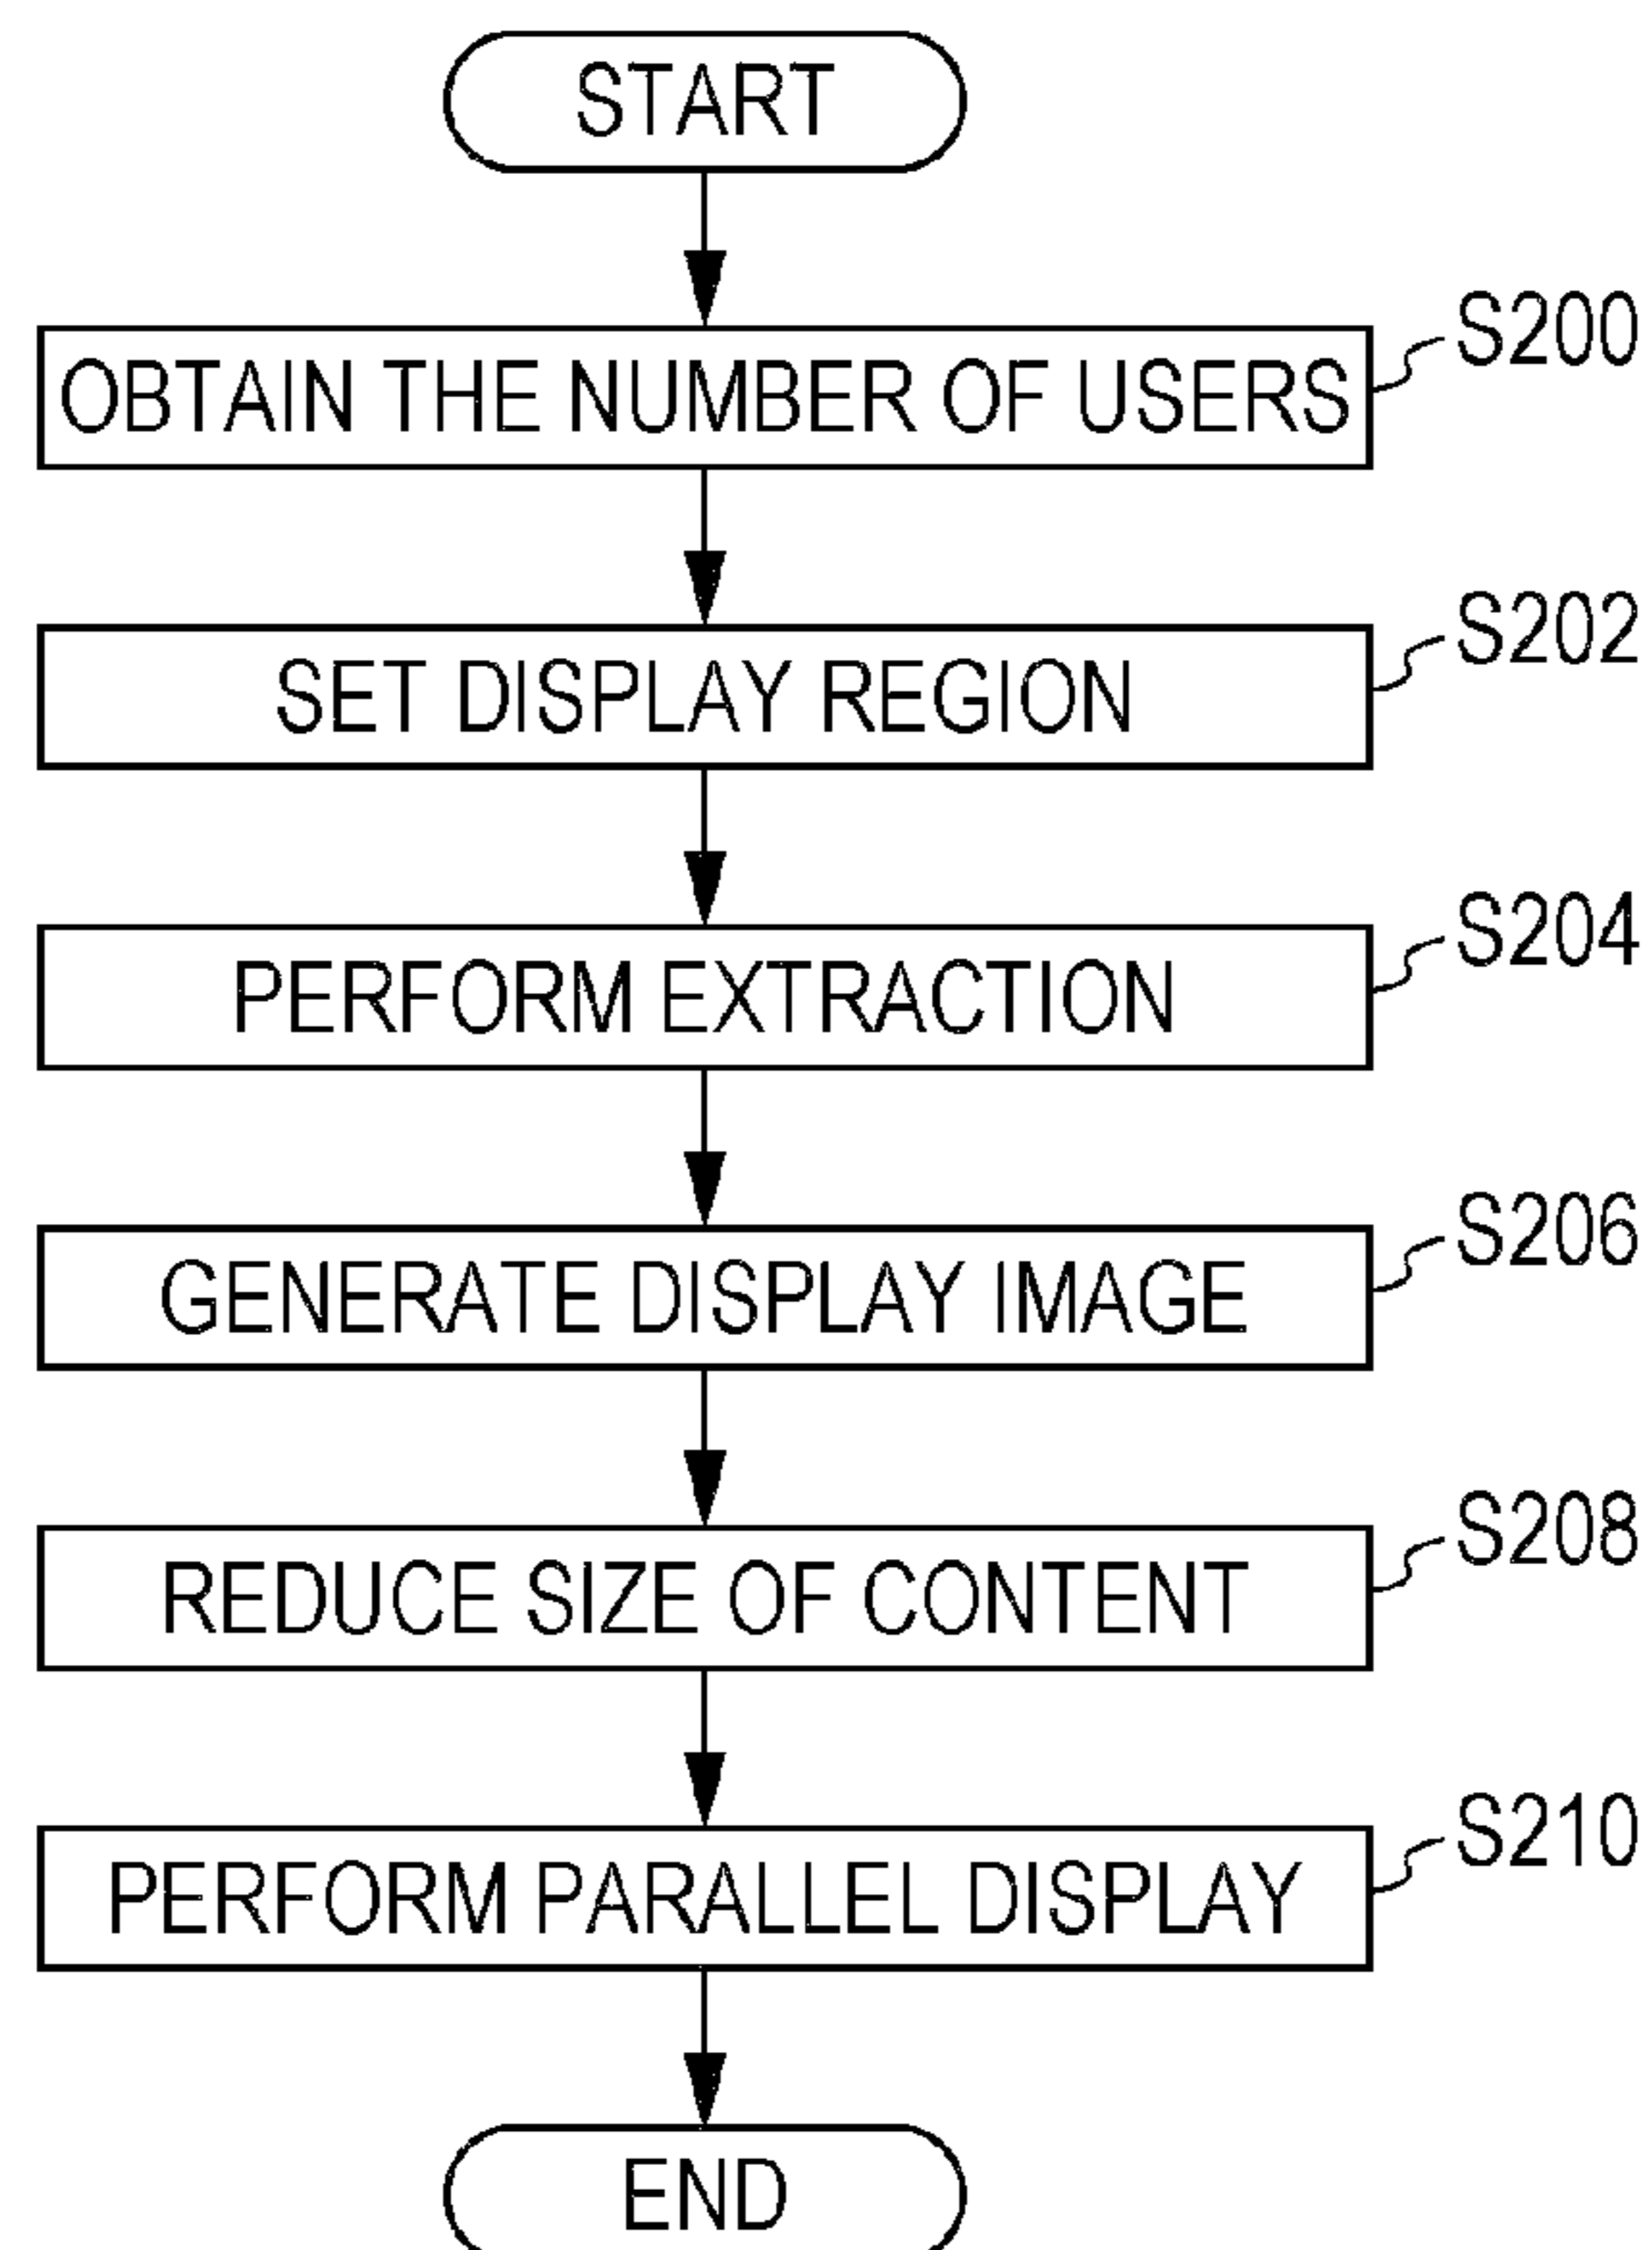 START
OBTAIN THE NUMBER OF USERS
S200
SET DISPLAY REGION
S202
PERFORM EXTRACTION
S204
GENERATE DISPLAY IMAGE
S206
REDUCE SIZE OF CONTENT
S208
PERFORM PARALLEL DISPLAY
S210
END